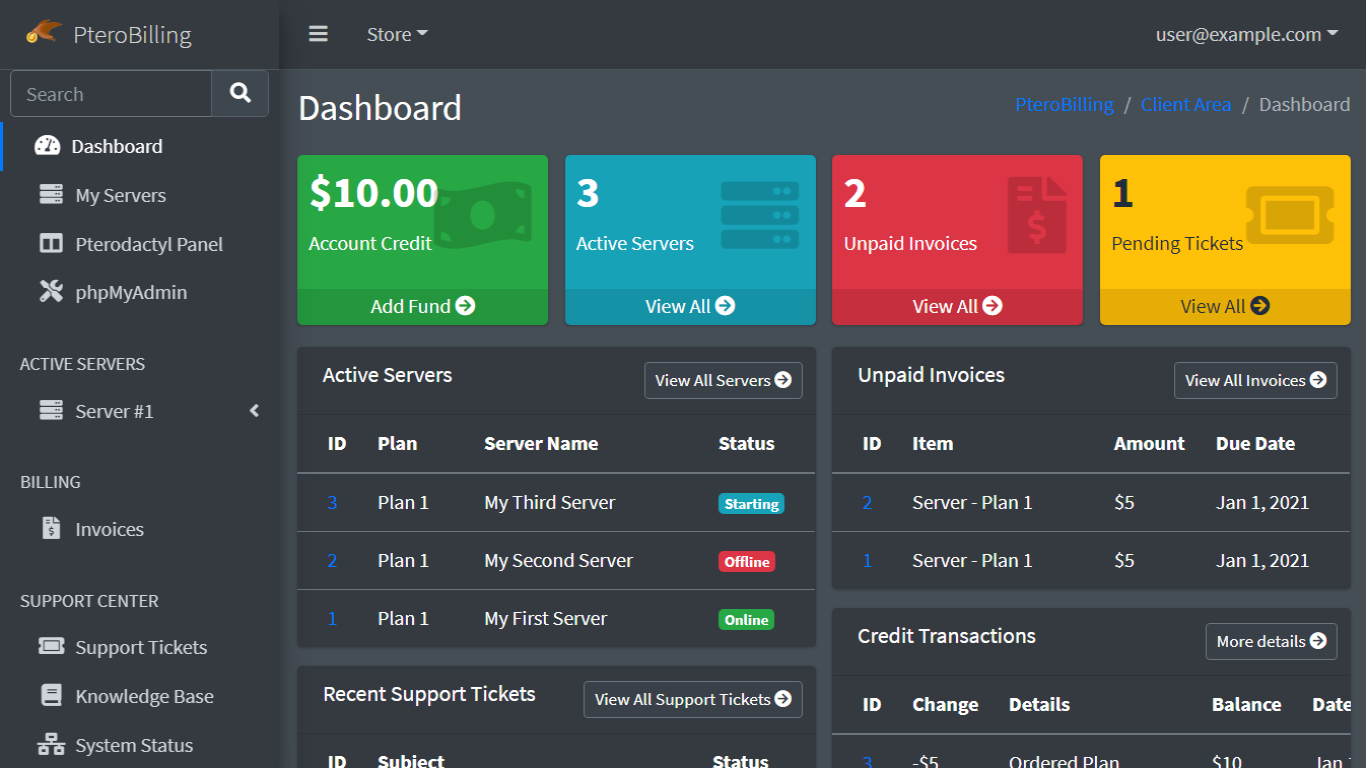 PteroBilling
Store
user@example.com
Search
Dashboard
My Servers
Pterodactyl Panel
phpMyAdmin
ACTIVE SERVERS
Server #1
BILLING
Invoices
SUPPORT CENTER
Support Tickets
Knowledge Base
System Status
Dashboard
PteroBilling / Client Area / Dashboard
$10.00
Account Credit
Add Fund
3
Active Servers
View All
2
Unpaid Invoices
View All
1
Pending Tickets
View All
Active Servers
View All Servers
ID Plan Server Name Status
3 Plan 1 My Third Server Starting
2 Plan 1 My Second Server Offline
1 Plan 1 My First Server Online
Recent Support Tickets
View All Support Tickets
ID Subject Status
Unpaid Invoices
View All Invoices
ID Item Amount Due Date
2 Server - Plan 1 $5 Jan 1, 2021
1 Server - Plan 1 $5 Jan 1, 2021
Credit Transactions
More details
ID Change Details Balance Date
3 -$5 Ordered Plan $10 Jan